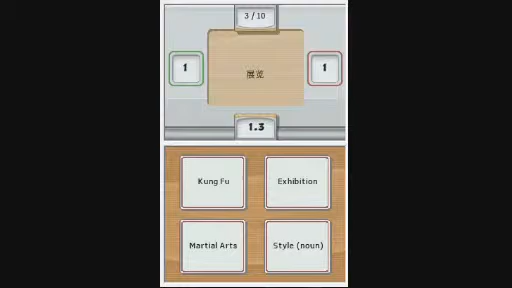 3 / 10
1
展览
1
1.3
Kung Fu
Exhibition
Martial Arts
Style (noun)